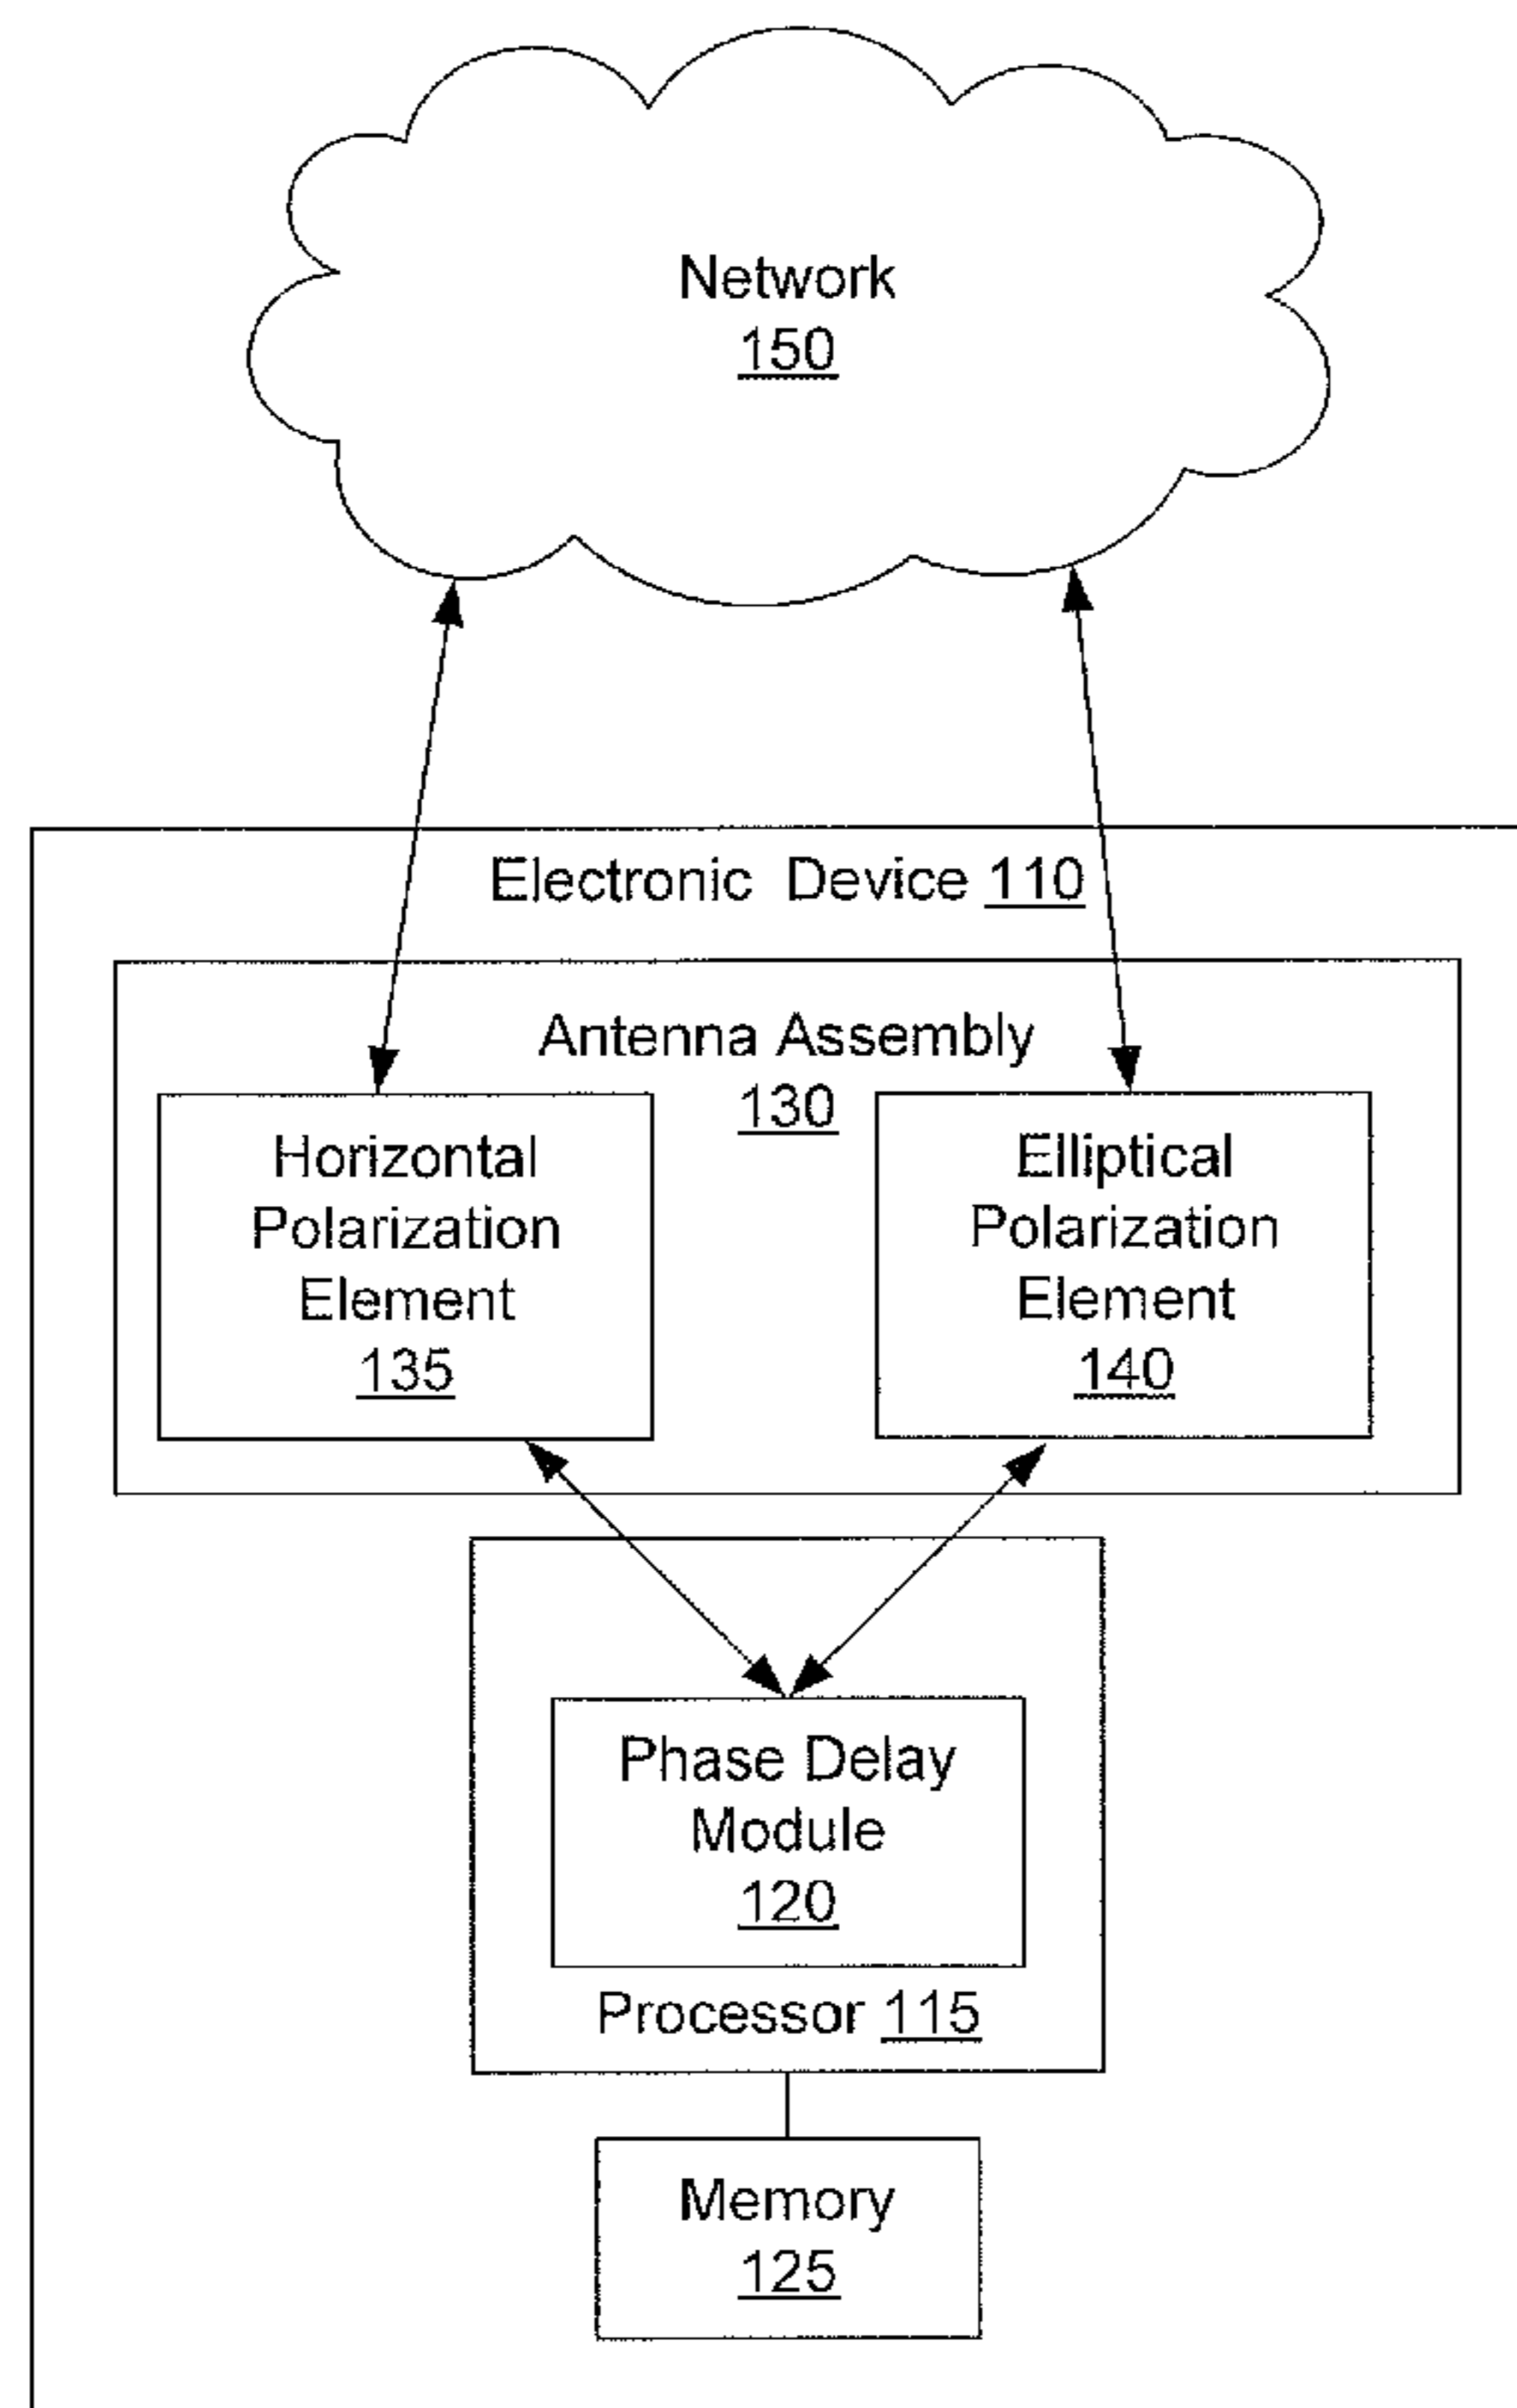 Network
150
Electronic Device 110
Antenna Assembly
130
Horizontal
Polarization
Element
135
Elliptical
Polarization
Element
140
Phase Delay
Module
120
Processor 115
Memory
125